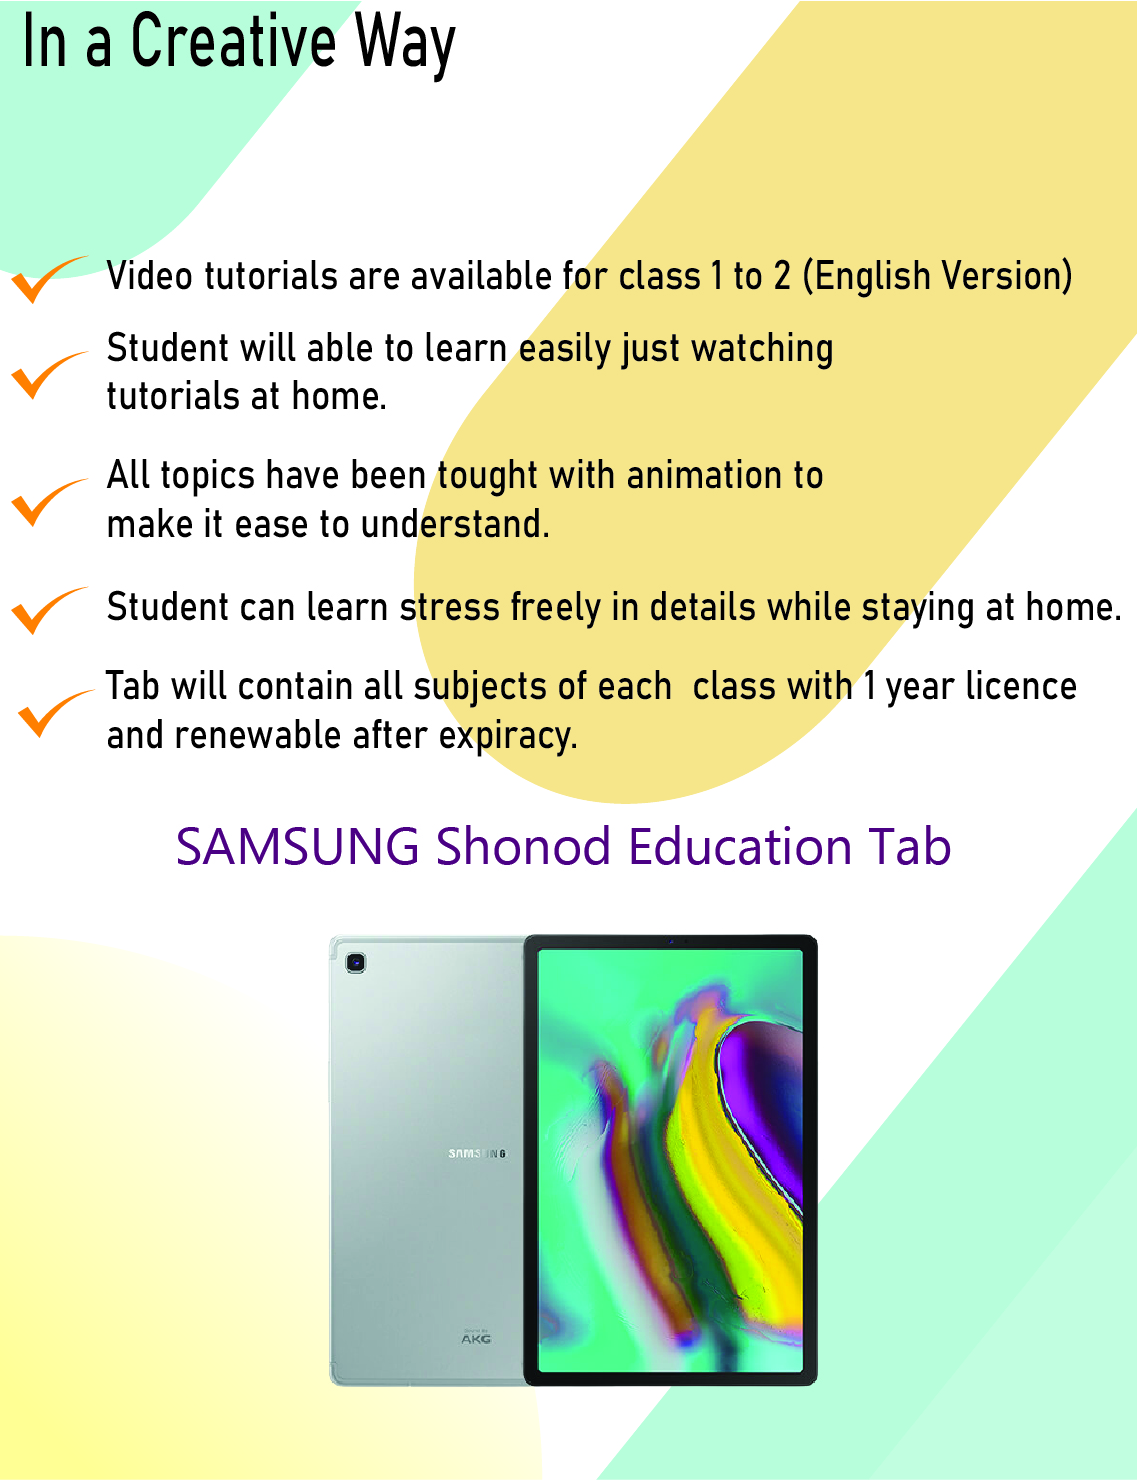 In a Creative Way
Video tutorials are available for class 1 to 2 (English Version)
Student will able to learn easily just watching
tutorials at home.
All topics have been tought with animation to
make it ease to understand.
Student can learn stress freely in details while staying at home.
Tab will contain all subjects of each  class with 1 year licence
and renewable after expiracy.
SAMSUNG Shonod Education Tab
SAMSUNG
AKG